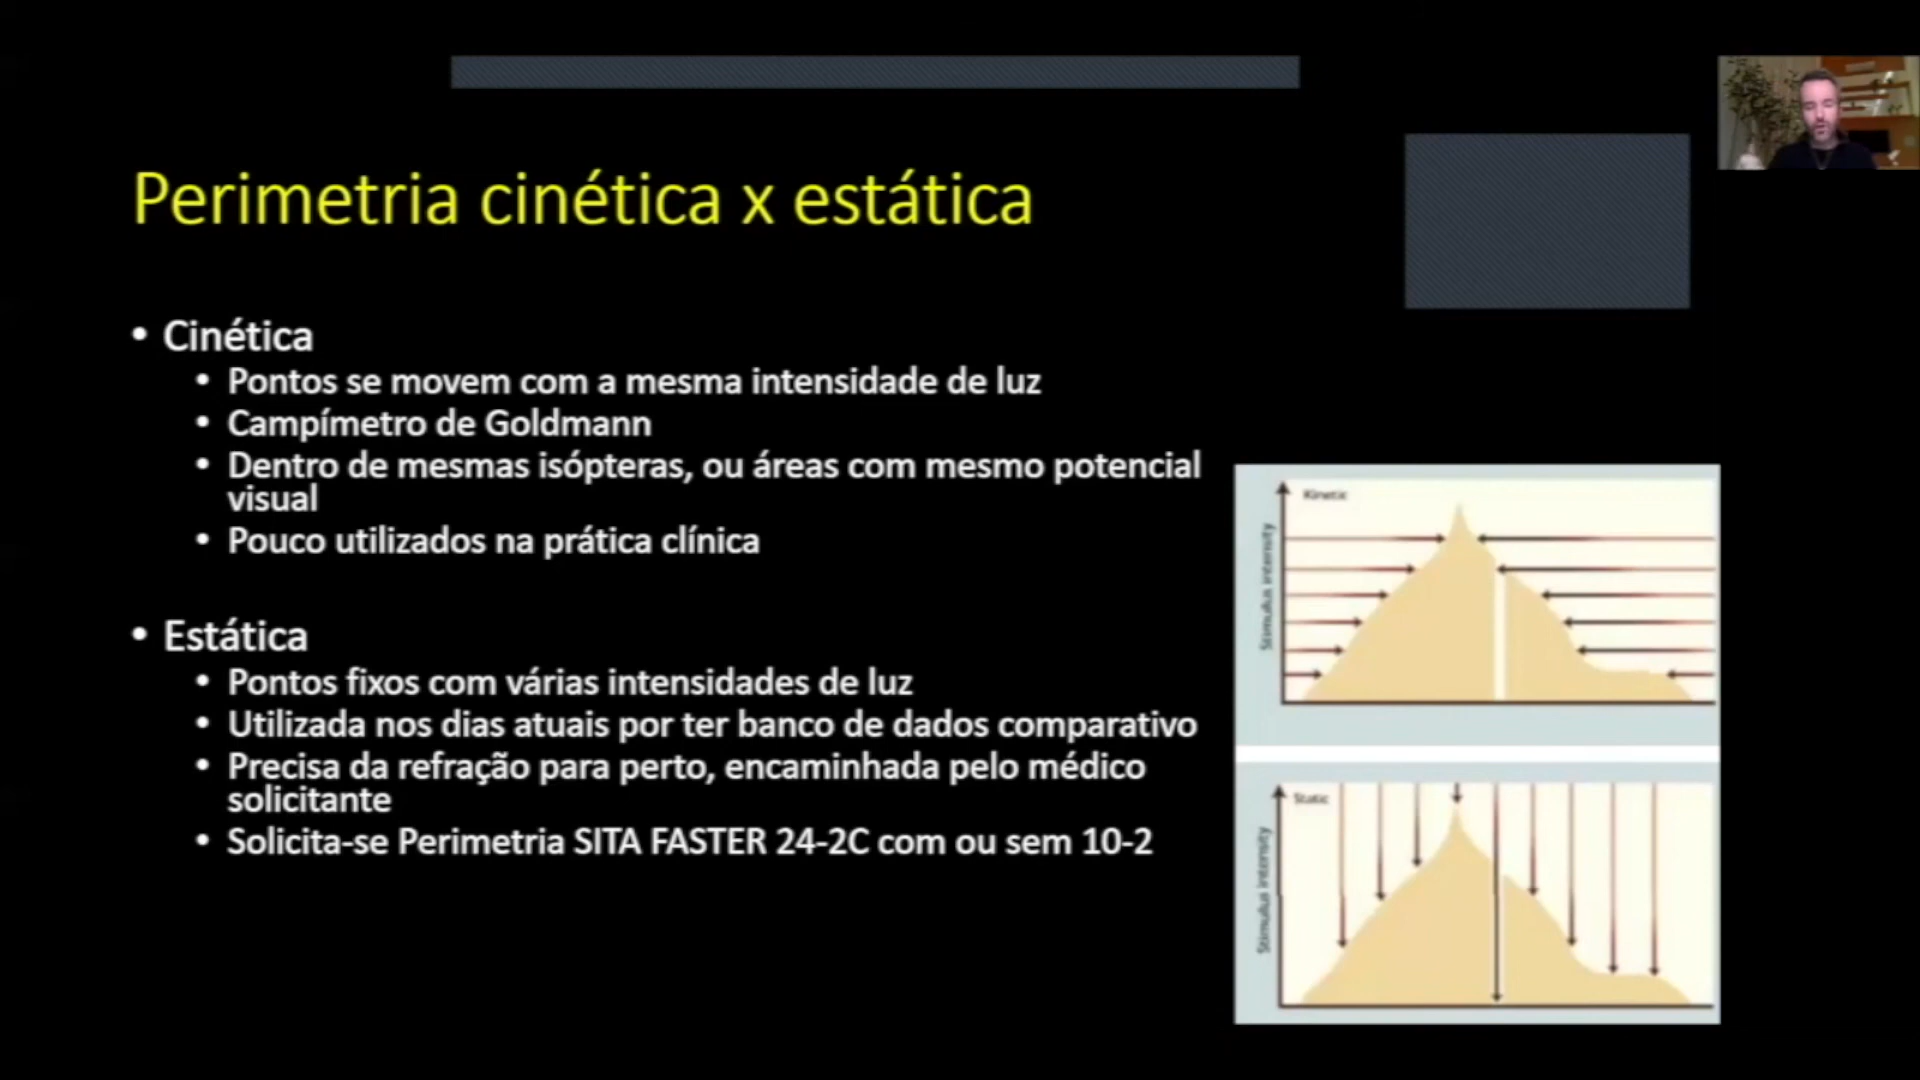 Perimetria cinética x estática
• Cinética
• Pontos se movem com a mesma intensidade de luz
• Campímetro de Goldmann
• Dentro de mesmas isópteras, ou áreas com mesmo potencial
visual
• Pouco utilizados na prática clínica
• Estática
• Pontos fixos com várias intensidades de luz
• Utilizada nos dias atuais por ter banco de dados comparativo
• Precisa da refração para perto, encaminhada pelo médico
solicitante
• Solicita-se Perimetria SITA FASTER 24-2C com ou sem 10-2
Kinetic
Stimulus intensity
Static
Stimulus intensity